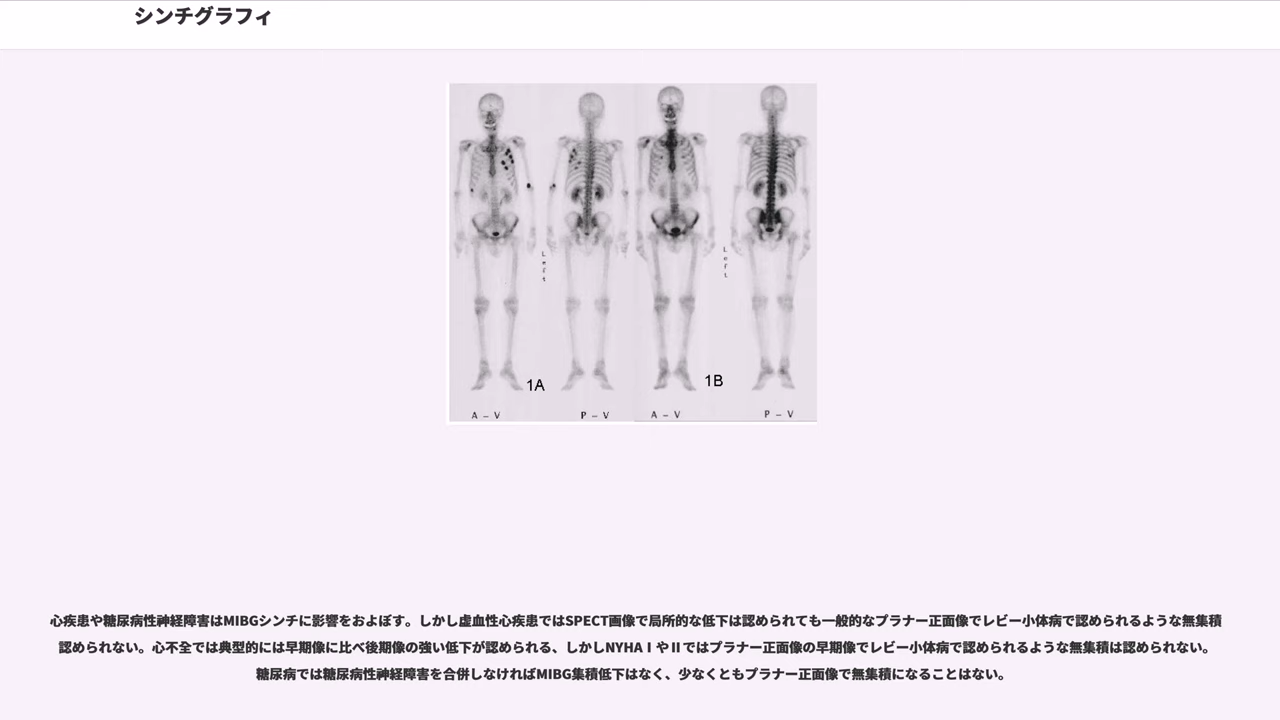 シンチグラフィ
Left
Left
1A
1B
A – V
P – V
A – V
P – V
心疾患や糖尿病性神経障害はMIBGシンチに影響をおよぼす。しかし虚血性心疾患ではSPECT画像で局所的な低下は認められても一般的なプラナー正面像でレビー小体病で認められるような無集積
認められない。心不全では典型的には早期像に比べ後期像の強い低下が認められる、しかしNYHAⅠやⅡではプラナー正面像の早期像でレビー小体病で認められるような無集積は認められない。
糖尿病では糖尿病性神経障害を合併しなければMIBG集積低下はなく、少なくともプラナー正面像で無集積になることはない。